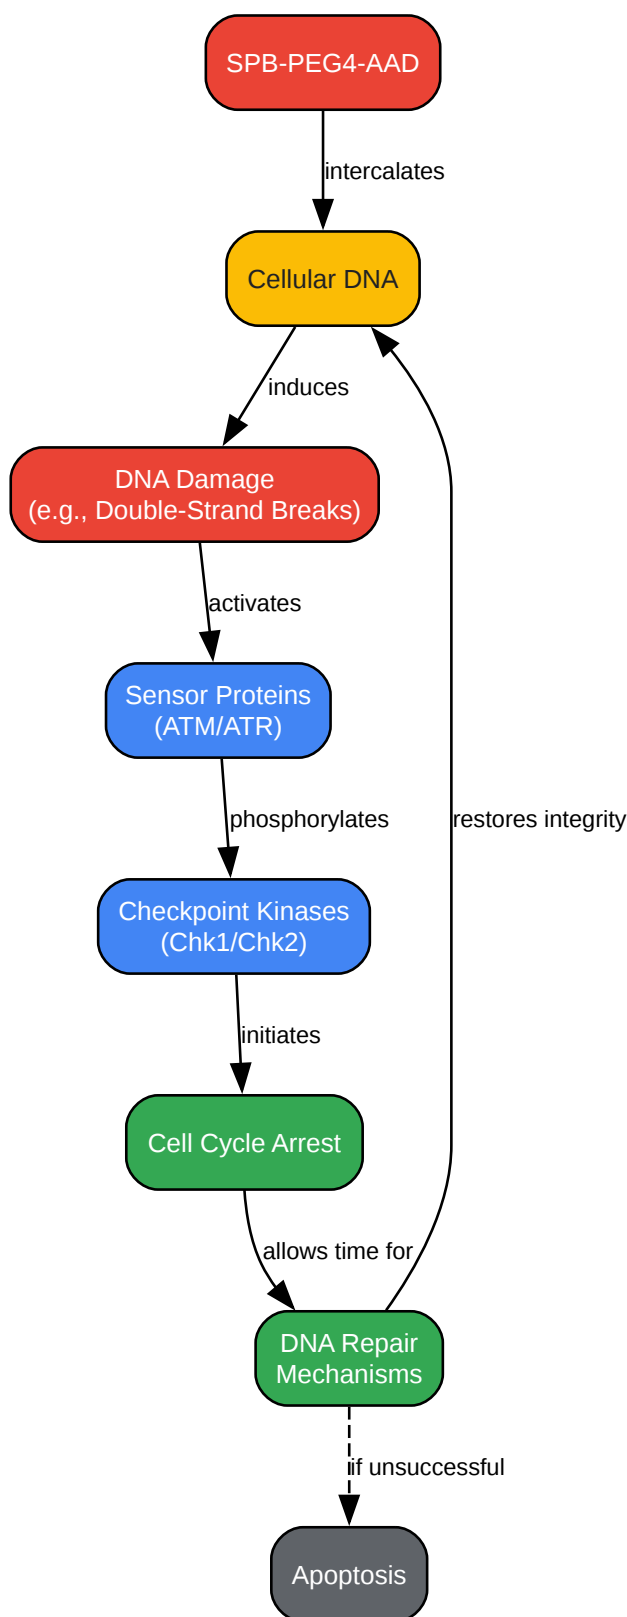 SPB-PEG4-AAD
intercalates
Cellular DNA
induces
DNA Damage
(e.g., Double-Strand Breaks)
activates
Sensor Proteins
(ATM/ATR)
phosphorylates
restores integrity
Checkpoint Kinases
(Chk1/Chk2)
initiates
Cell Cycle Arrest
allows time for
DNA Repair
Mechanisms
if unsuccessful
Apoptosis